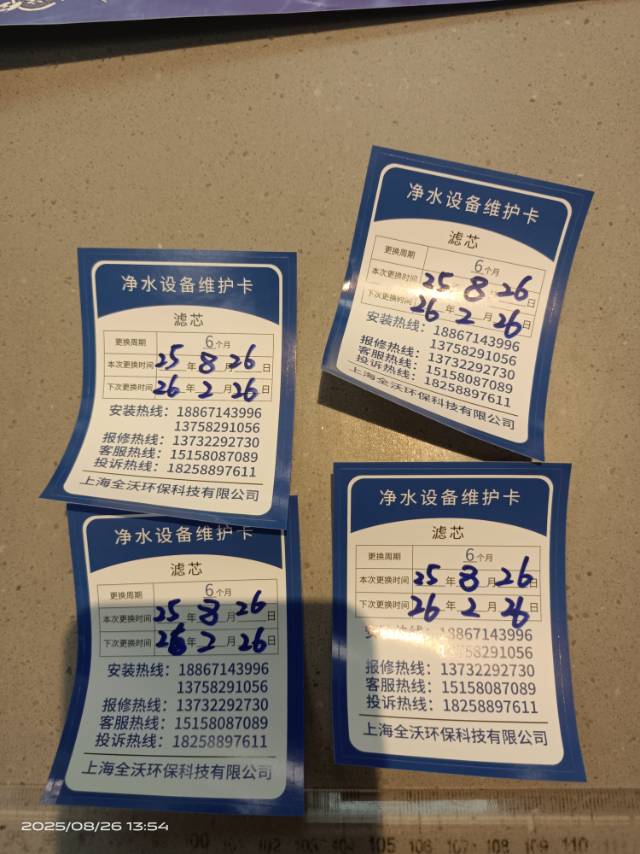 净水设备维护卡
滤芯
更换周期 6个月
本次更换时间 25年8月26日
下次更换时间 26年2月26日
安装热线：18867143996
13758291056
报修热线：13732292730
客服热线：15158087089
投诉热线：18258897611
上海全沃环保科技有限公司
净水设备维护卡
滤芯
更换周期 6个月
本次更换时间 25 8 26日
下次更换时间 26年2月26日
安装热线：18867143996
13758291056
报修热线：13732292730
客服热线：15158087089
投诉热线：18258897611
上海全沃环保科技有限公司
净水设备维护卡
滤芯
更换周期 6个月
本次更换时间 25年8月26日
下次更换时间 26年2月26日
安装热线：18867143996
13758291056
报修热线：13732292730
客服热线：15158087089
投诉热线：18258897611
上海全沃环保科技有限公司
净水设备维护卡
滤芯
更换周期 6个月
本次更换时间 25年8月26日
下次更换时间 26年2月26日
安装热线：18867143996
13758291056
报修热线：13732292730
客服热线：15158087089
投诉热线：18258897611
上海全沃环保科技有限公司
2025/08/26 13:54
100 102 103 104 105 106 107 108 109 110